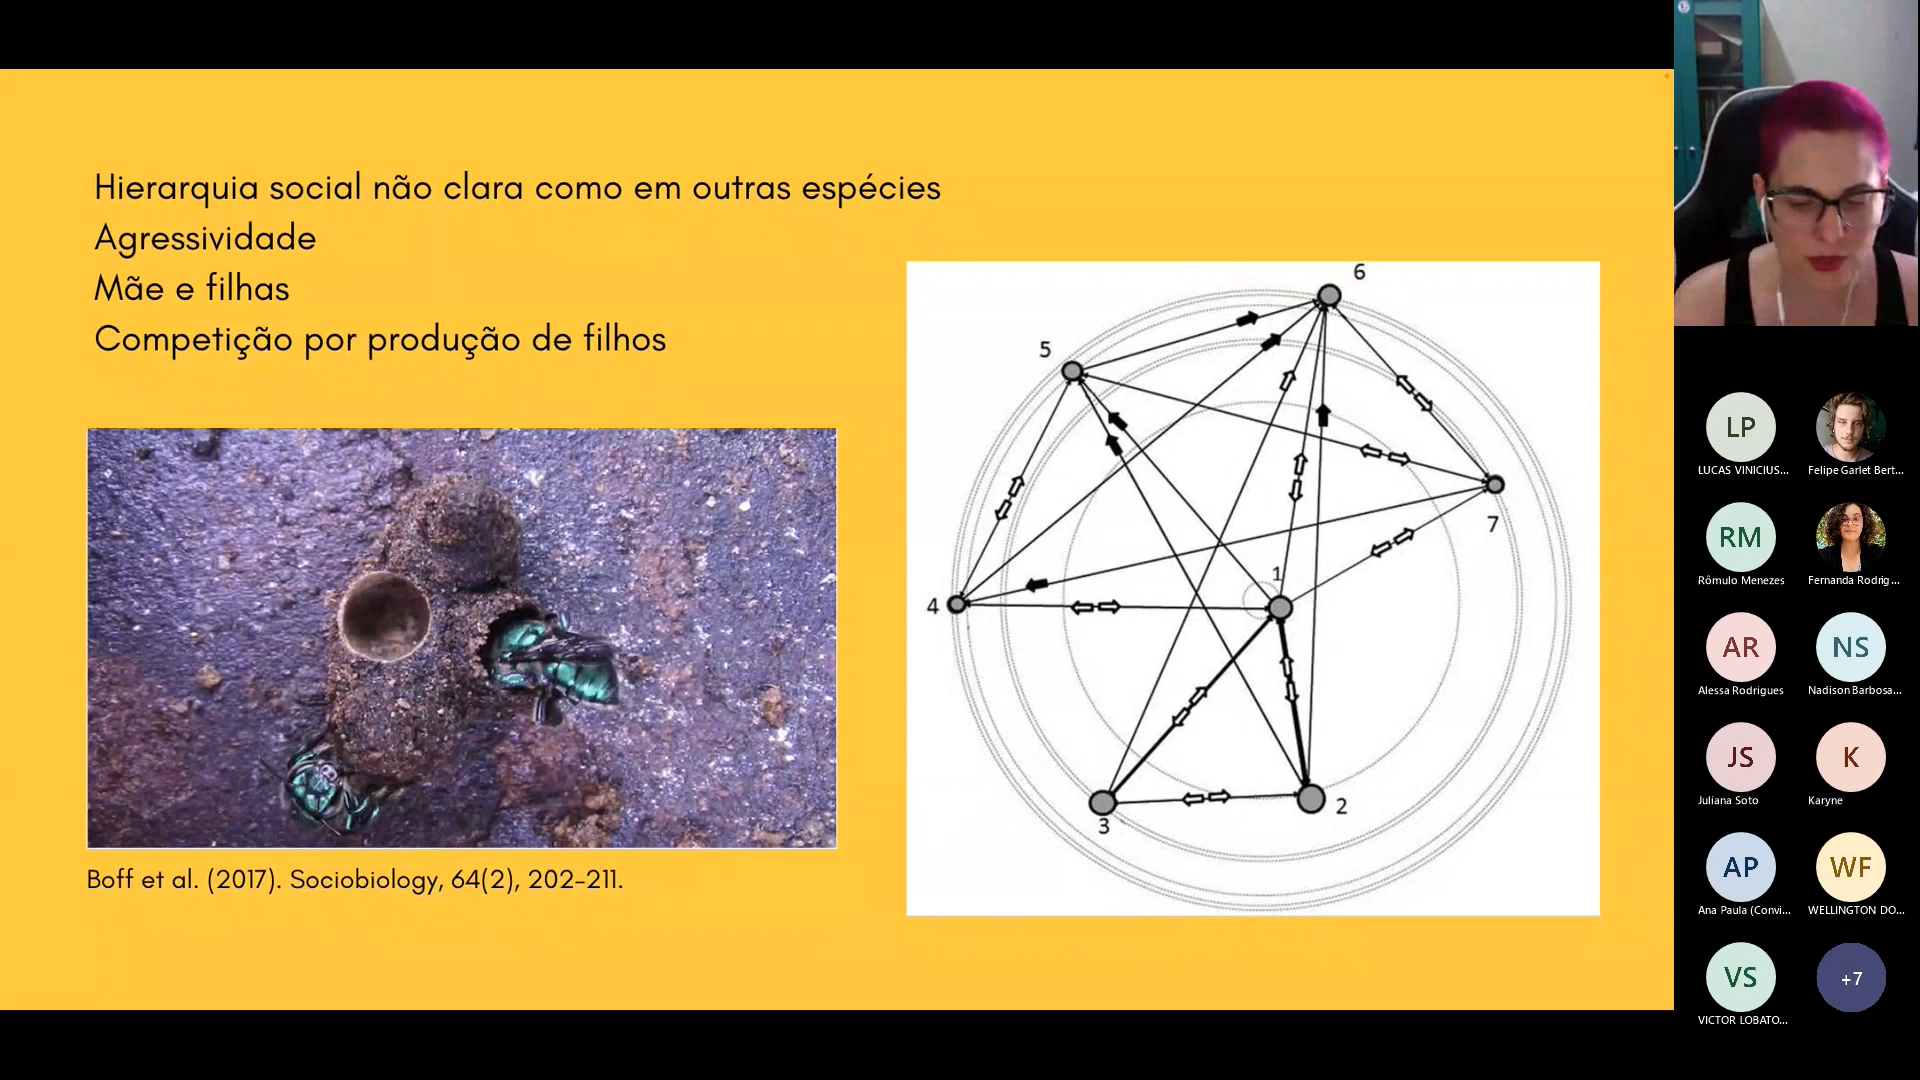 Hierarquia social não clara como em outras espécies
Agressividade
Mãe e filhas
Competição por produção de filhos
Boff et al. (2017). Sociobiology, 64(2), 202-211.
6
5
7
1
4
2
3
LP
LUCAS VINICIUS...
Felipe Garlet Bert...
RM
Rômulo Menezes
Fernanda Rodrig...
AR
NS
Alessa Rodrigues
Nadison Barbosa...
JS
K
Juliana Soto
Karyne
AP
WF
Ana Paula (Convi...
WELLINGTON DO...
VS
+7
VICTOR LOBATO...